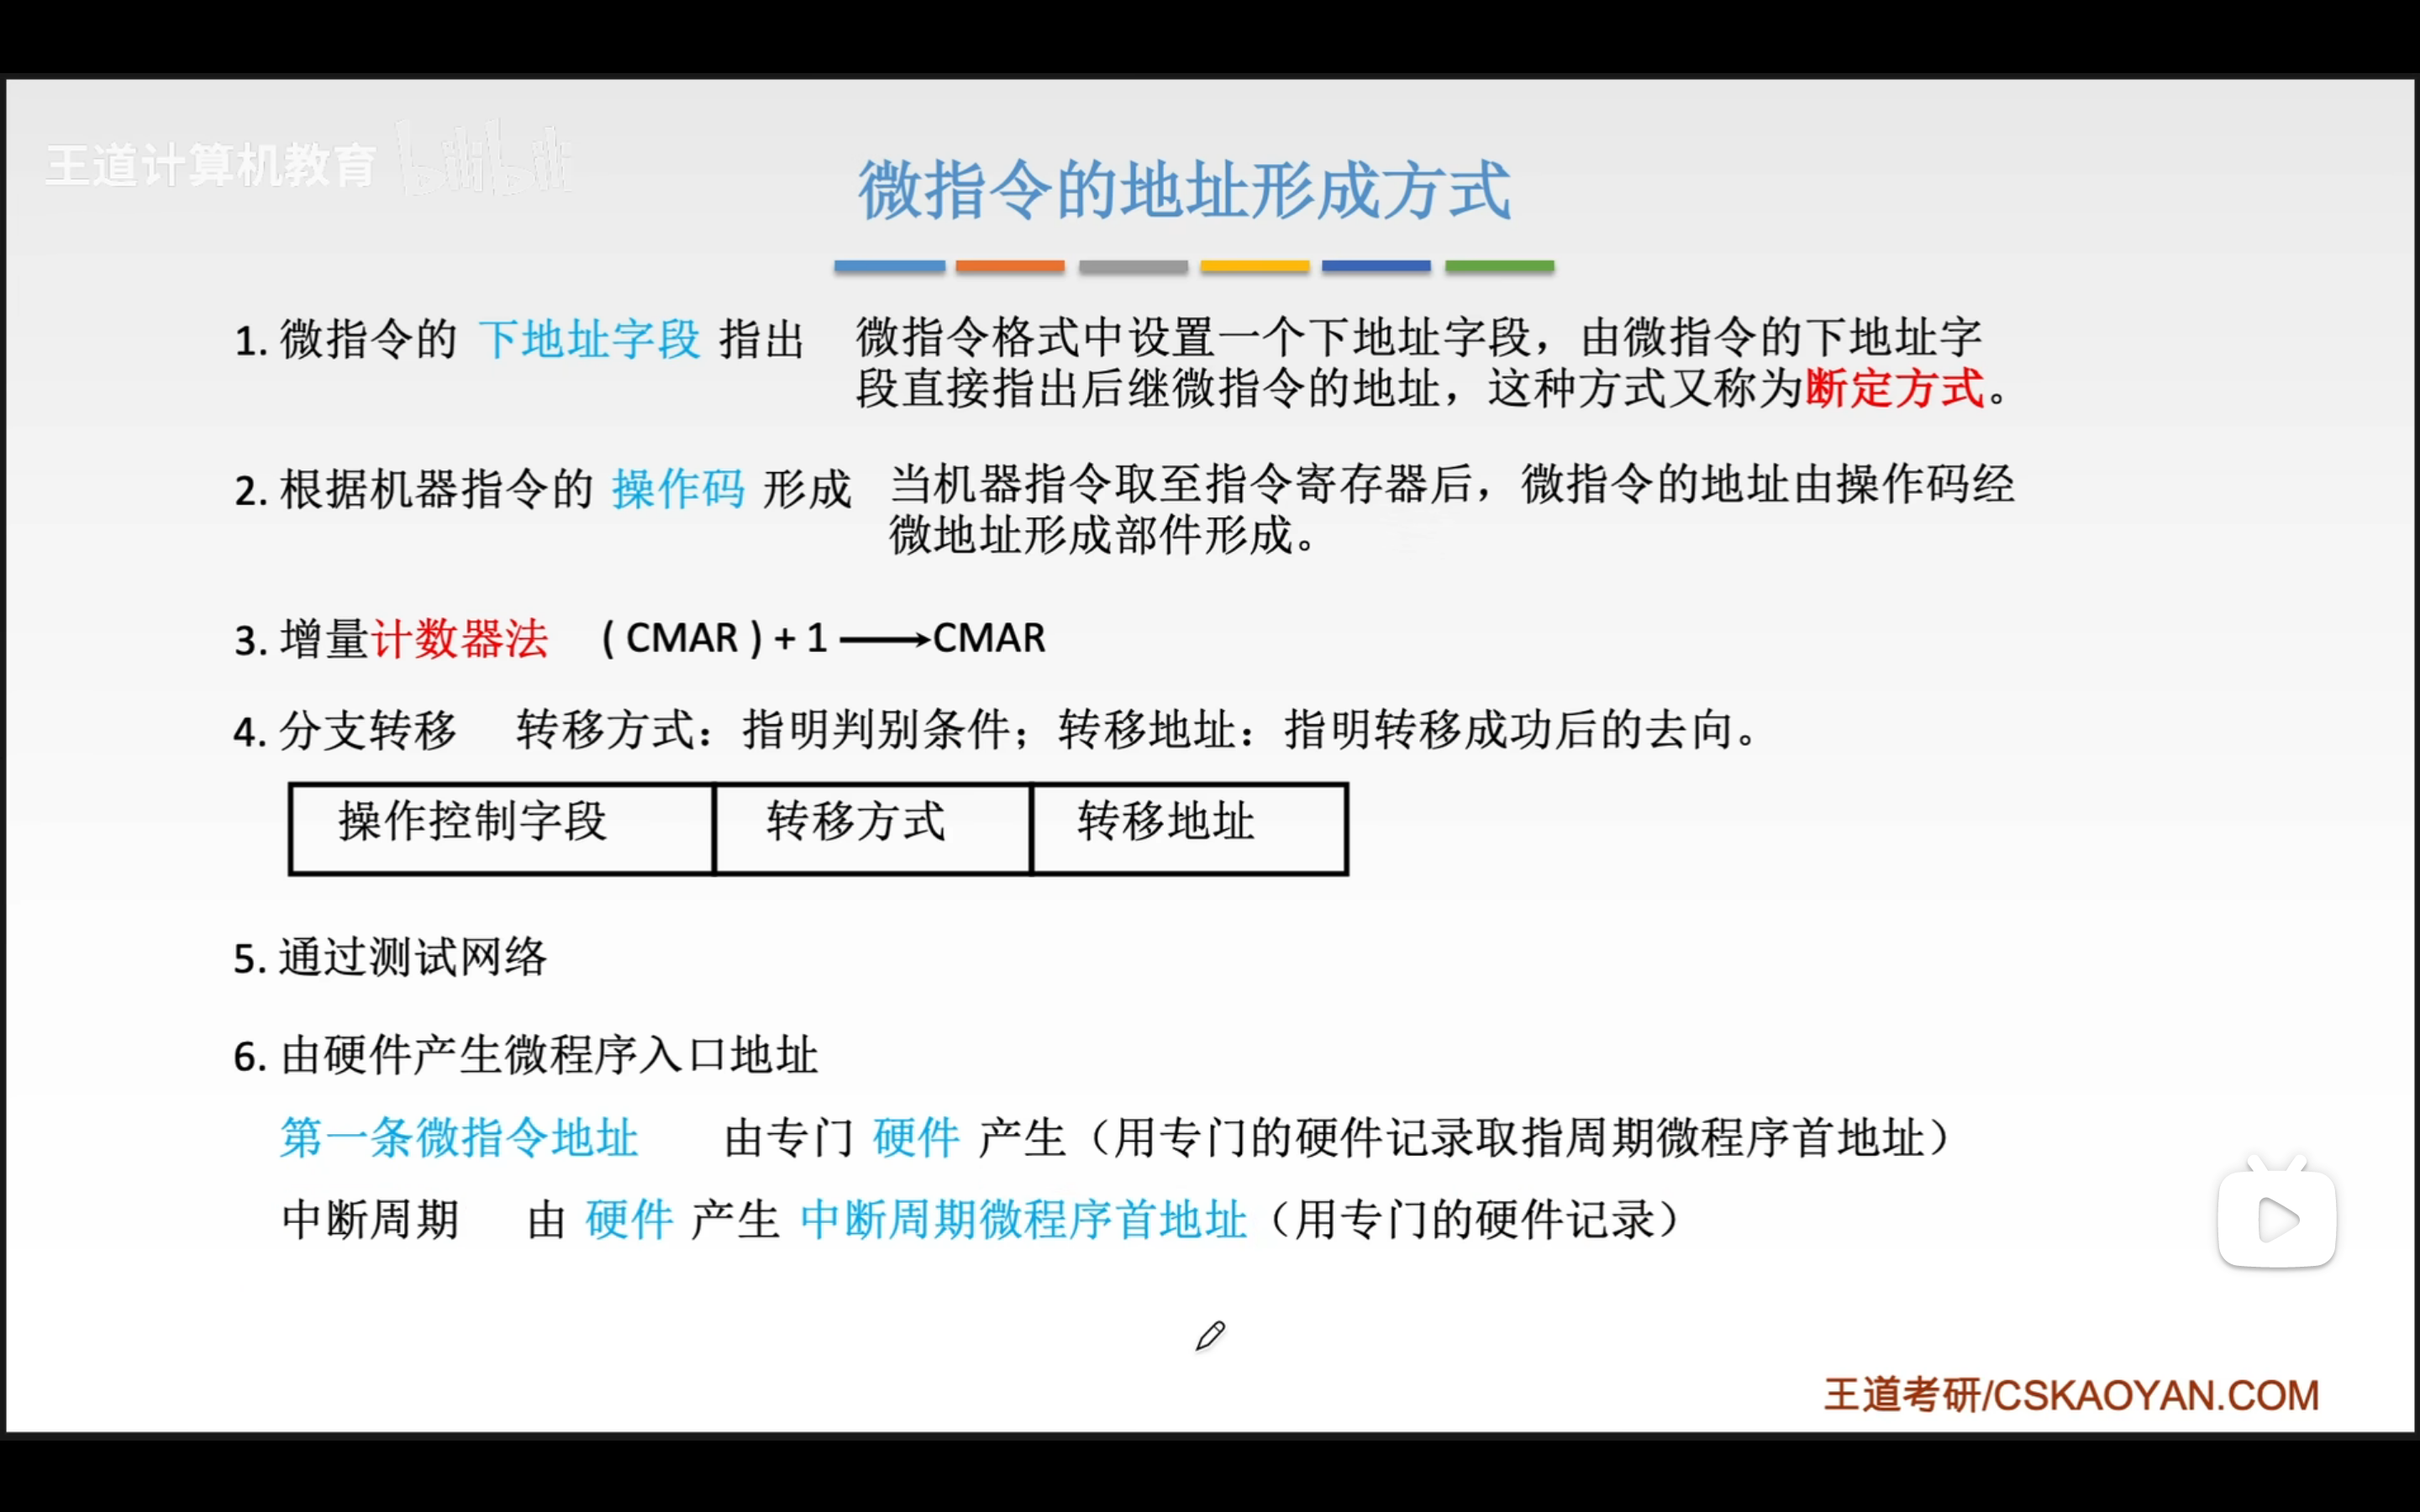 王道计算机教育 bilibili
微指令的地址形成方式
1. 微指令的 下地址字段 指出 微指令格式中设置一个下地址字段，由微指令的下地址字
段直接指出后继微指令的地址，这种方式又称为断定方式。
2. 根据机器指令的 操作码 形成 当机器指令取至指令寄存器后，微指令的地址由操作码经
微地址形成部件形成。
3. 增量计数器法 ( CMAR ) + 1 ⟶ CMAR
4. 分支转移 转移方式：指明判别条件；转移地址：指明转移成功后的去向。
操作控制字段 转移方式 转移地址
5. 通过测试网络
6. 由硬件产生微程序入口地址
第一条微指令地址 由专门 硬件 产生（用专门的硬件记录取指周期微程序首地址）
中断周期 由 硬件 产生 中断周期微程序首地址（用专门的硬件记录）
王道考研/CSKAOYAN.COM